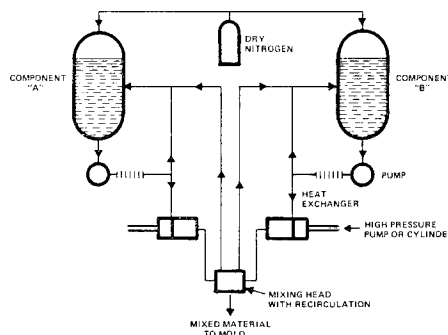 DRY
NITROGEN
COMPONENT
"A"
COMPONENT
"B"
PUMP
HEAT
EXCHANGER
HIGH PRESSURE
PUMP OR CYLINDE
MIXING HEAD
WITH RECIRCULATION
MIXED MATERIAL
TO MOLD